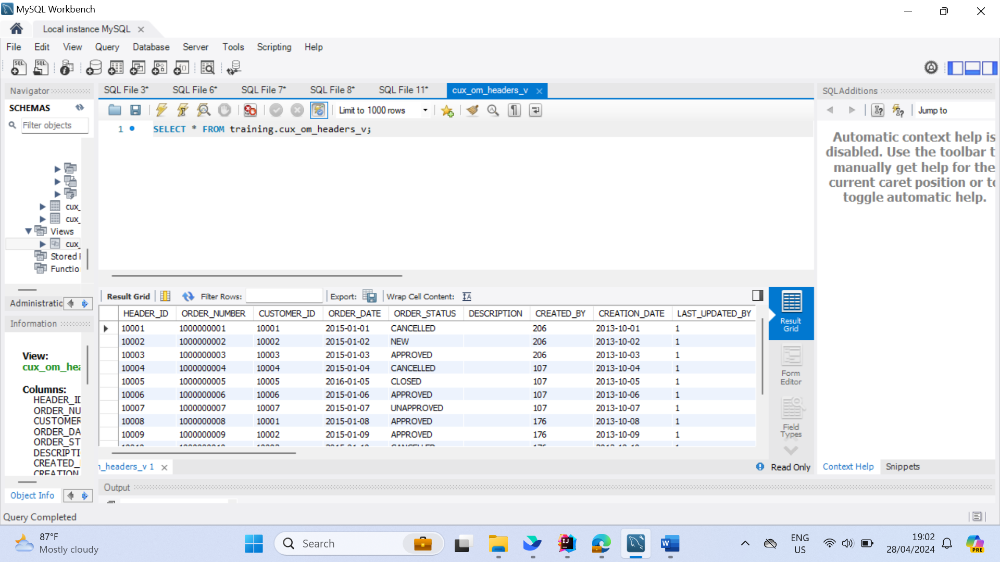 MySQL Workbench
Local instance MySQL
File Edit View Query Database Server Tools Scripting Help
Navigator
SCHEMAS
Filter objects
cux_
cux_
Views
cux_
Stored
Functio
Administratio
Information
View:
cux_om_hea
Columns:
HEADER_ID
ORDER_NU
CUSTOMER
ORDER_DA
ORDER_ST
DESCRIPTI
CREATED_
CREATION
Object Info
SQL File 3* SQL File 6* SQL File 7* SQL File 8* SQL File 11* cux_om_headers_v
Limit to 1000 rows
1 SELECT * FROM training.cux_om_headers_v;
Result Grid Filter Rows: Export: Wrap Cell Content:
HEADER_ID ORDER_NUMBER CUSTOMER_ID ORDER_DATE ORDER_STATUS DESCRIPTION CREATED_BY CREATION_DATE LAST_UPDATED_BY
10001 1000000001 10001 2015-01-01 CANCELLED 206 2013-10-01 1
10002 1000000002 10002 2015-01-02 NEW 206 2013-10-02 1
10003 1000000003 10003 2015-01-03 APPROVED 206 2013-10-03 1
10004 1000000004 10004 2015-01-04 CANCELLED 107 2013-10-04 1
10005 1000000005 10005 2016-01-05 CLOSED 107 2013-10-05 1
10006 1000000006 10006 2015-01-06 APPROVED 107 2013-10-06 1
10007 1000000007 10007 2015-01-07 UNAPPROVED 107 2013-10-07 1
10008 1000000008 10001 2015-01-08 APPROVED 176 2013-10-08 1
10009 1000000009 10002 2015-01-09 APPROVED 176 2013-10-09 1
Result
Grid
Form
Editor
Field
Types
_headers_v 1
Read Only
Output
SQLAdditions
Jump to
Automatic context help is
disabled. Use the toolbar t
manually get help for the
current caret position or to
toggle automatic help.
Context Help Snippets
Query Completed
87°F
Mostly cloudy
Search
ENG
US
19:02
28/04/2024
PRE